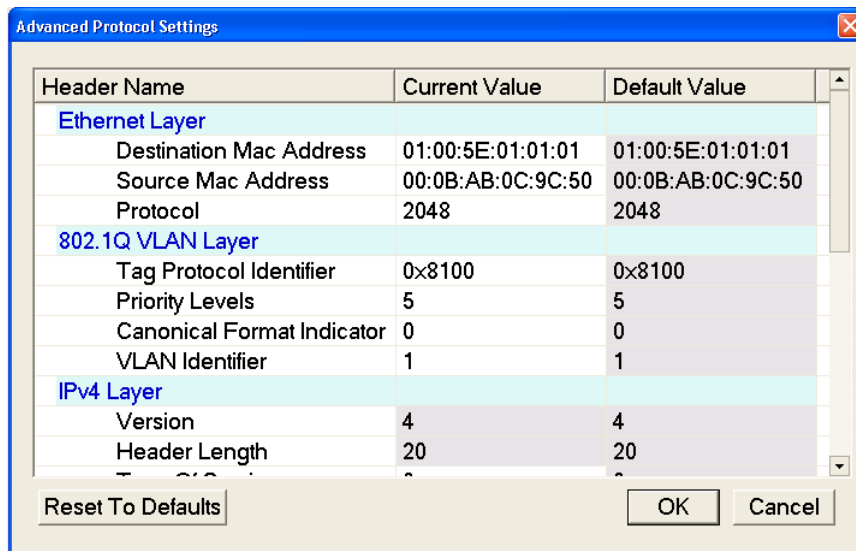 Advanced Protocol Settings
Header Name Current Value Default Value
Ethernet Layer
Destination Mac Address 01:00:5E:01:01:01 01:00:5E:01:01:01
Source Mac Address 00:0B:AB:0C:9C:50 00:0B:AB:0C:9C:50
Protocol 2048 2048
802.1Q VLAN Layer
Tag Protocol Identifier 0x8100 0x8100
Priority Levels 5 5
Canonical Format Indicator 0 0
VLAN Identifier 1 1
IPv4 Layer
Version 4 4
Header Length 20 20
Reset To Defaults OK Cancel